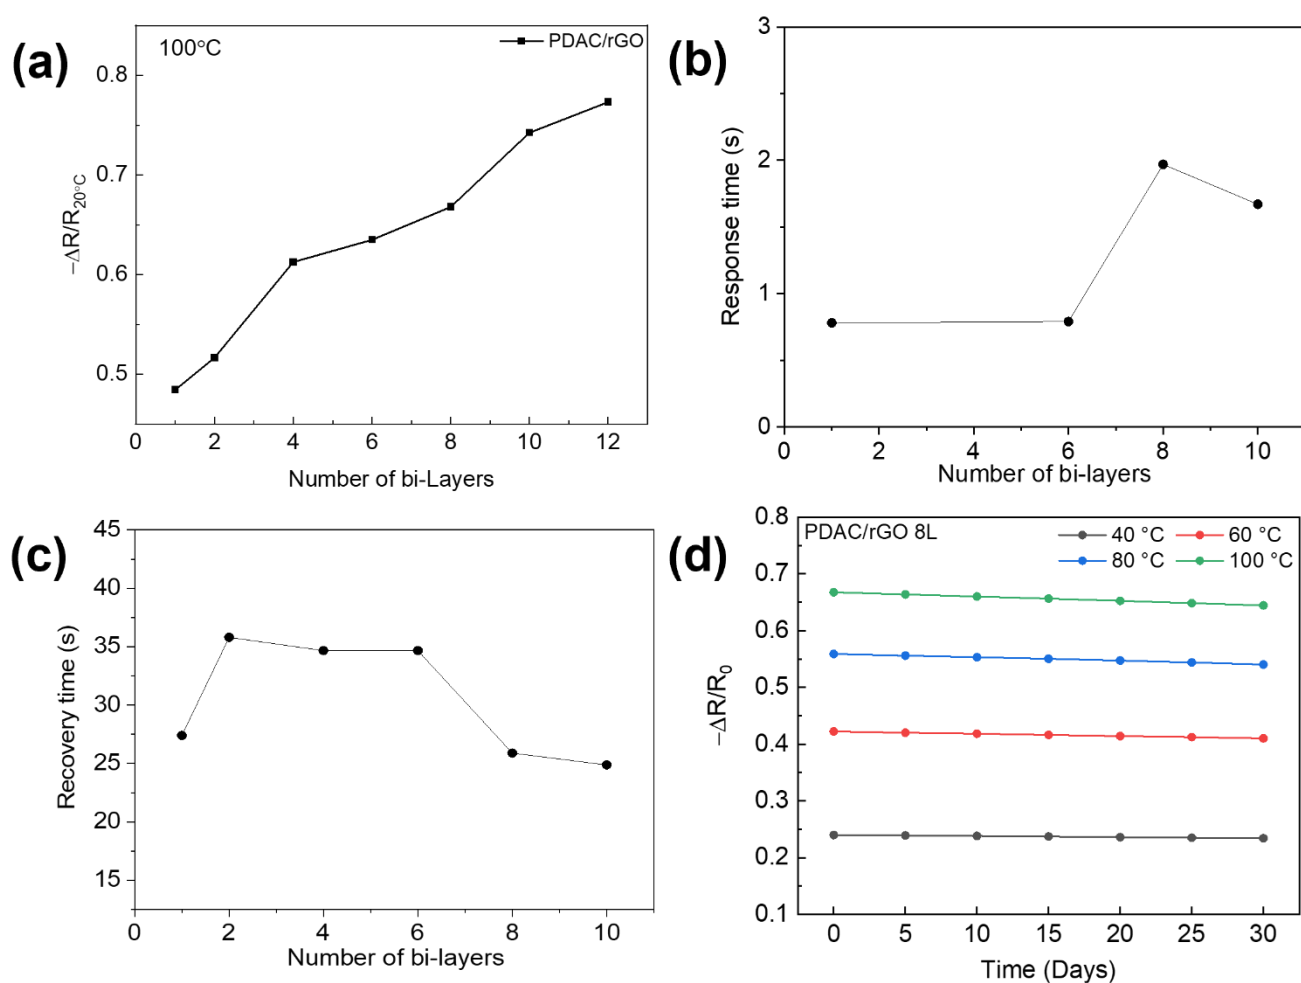 (a)
100°C
PDAC/rGO
0.8
0.7
0.6
0.5
−ΔR/R20°C
0 2 4 6 8 10 12
Number of bi-Layers
(b)
3
2
1
0
Response time (s)
0 2 4 6 8 10
Number of bi-layers
(c)
45
40
35
30
25
20
15
Recovery time (s)
0 2 4 6 8 10
Number of bi-layers
(d)
PDAC/rGO 8L
40 °C 60 °C
80 °C 100 °C
0.8
0.7
0.6
0.5
0.4
0.3
0.2
0.1
−ΔR/R0
0 5 10 15 20 25 30
Time (Days)